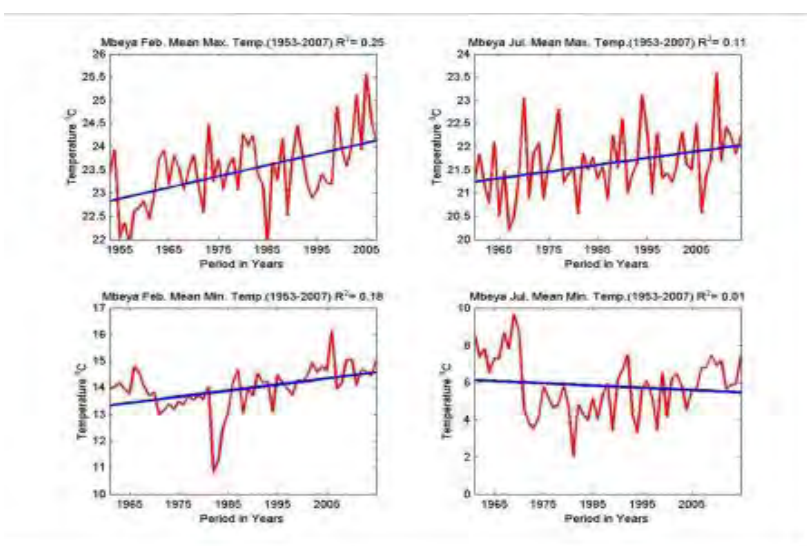 Mbeya Feb. Mean Max. Temp.(1953-2007) R²= 0.25
26
25.5
25
24.5
24
23.5
23
22.5
22
Temperature °C
1955 1965 1975 1985 1995 2005
Period in Years
Mbeya Jul. Mean Max. Temp.(1953-2007) R²= 0.11
24
23.5
23
22.5
22
21.5
21
20.5
20
Temperature °C
1965 1975 1985 1995 2005
Period in Years
Mbeya Feb. Mean Min. Temp.(1953-2007) R²= 0.18
17
16
15
14
13
12
11
10
Temperature °C
1965 1975 1985 1995 2005
Period in Years
Mbeya Jul. Mean Min. Temp.(1953-2007) R²= 0.01
10
8
6
4
2
0
Temperature °C
1965 1975 1985 1995 2005
Period in Years